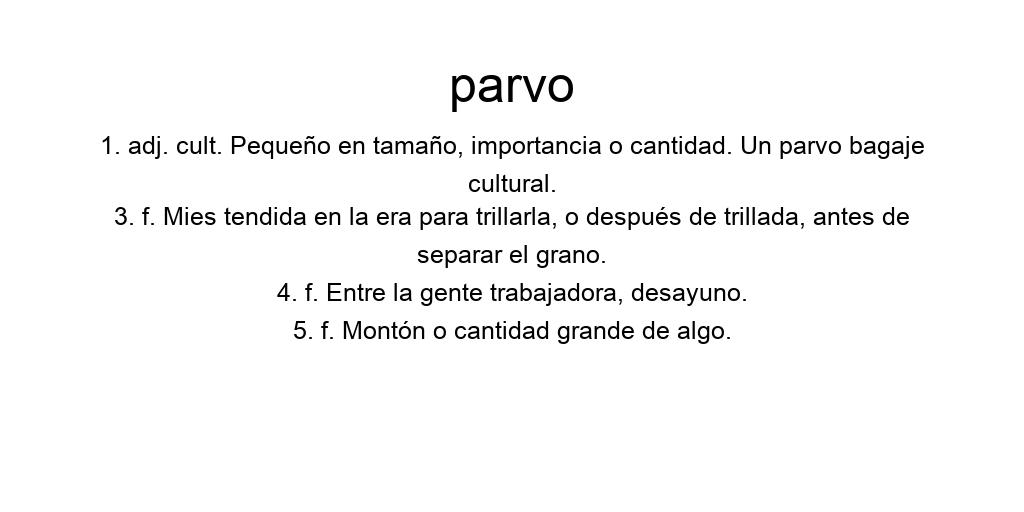 parvo
1. adj. cult. Pequeño en tamaño, importancia o cantidad. Un parvo bagaje
cultural.
3. f. Mies tendida en la era para trillarla, o después de trillada, antes de
separar el grano.
4. f. Entre la gente trabajadora, desayuno.
5. f. Montón o cantidad grande de algo.